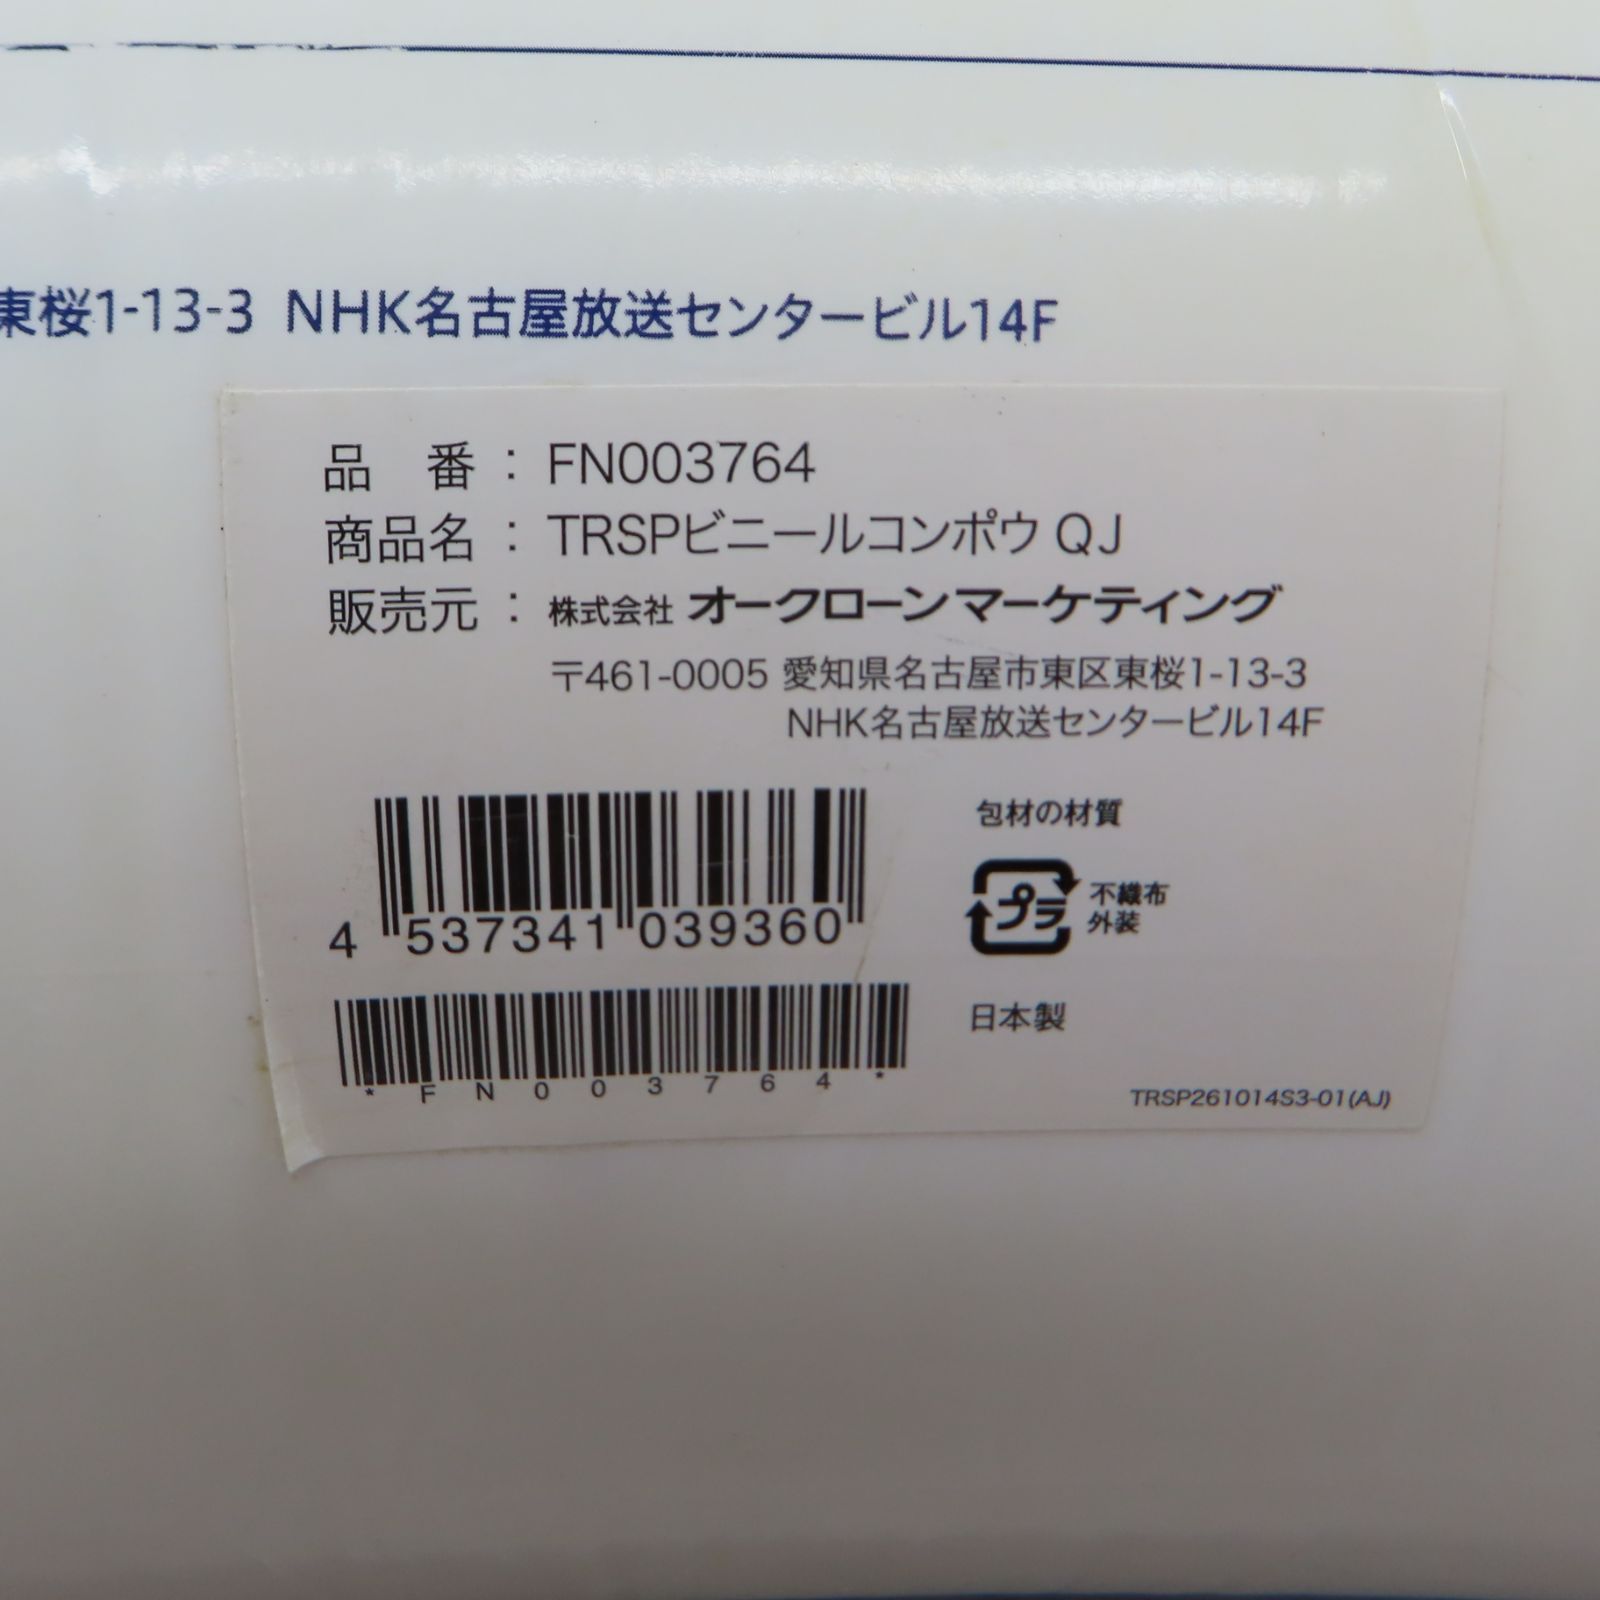 東桜1-13-3 NHK名古屋放送センタービル14F
品　番 : FN003764
商品名 : TRSPビニールコンポウ QJ
販売元 : 株式会社 オークローンマーケティング
〒461-0005 愛知県名古屋市東区東桜1-13-3
NHK名古屋放送センタービル14F
4 537341 039360
*FN003764*
包材の材質
プラ 不織布
外装
日本製
TRSP261014S3-01(AJ)